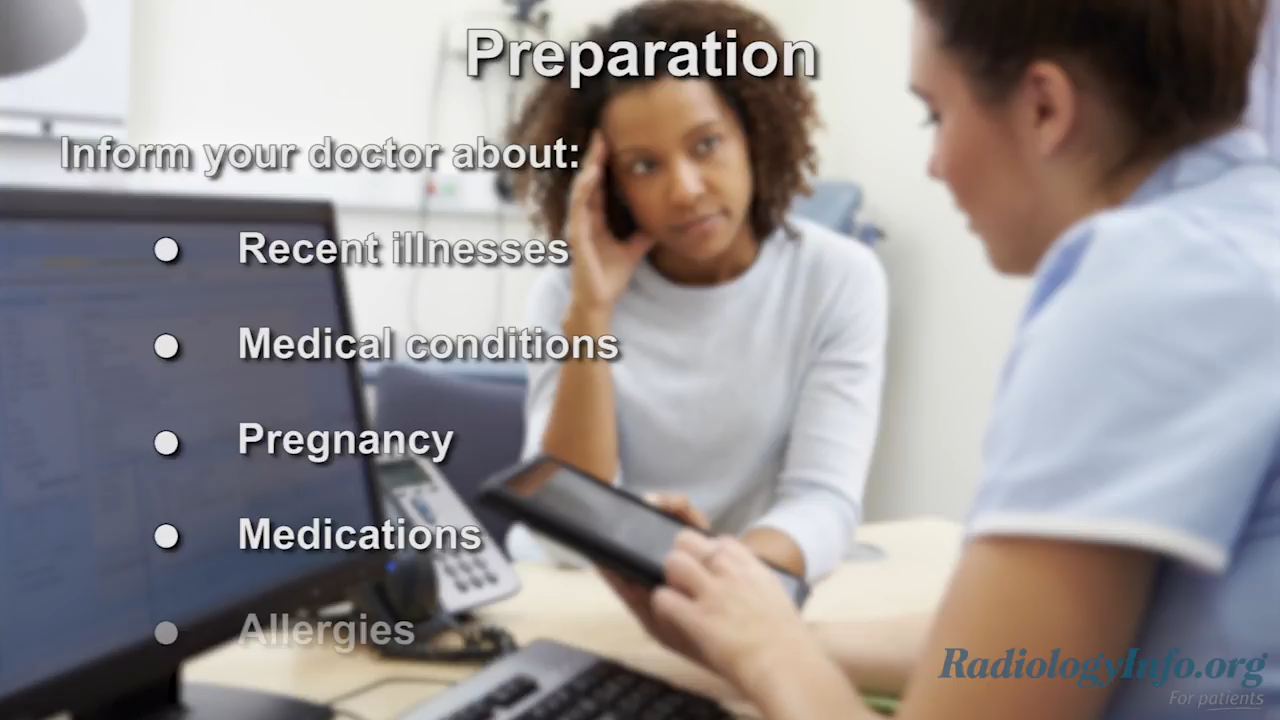 Preparation
Inform your doctor about:
● Recent illnesses
● Medical conditions
● Pregnancy
● Medications
● Allergies
RadiologyInfo.org
For patients